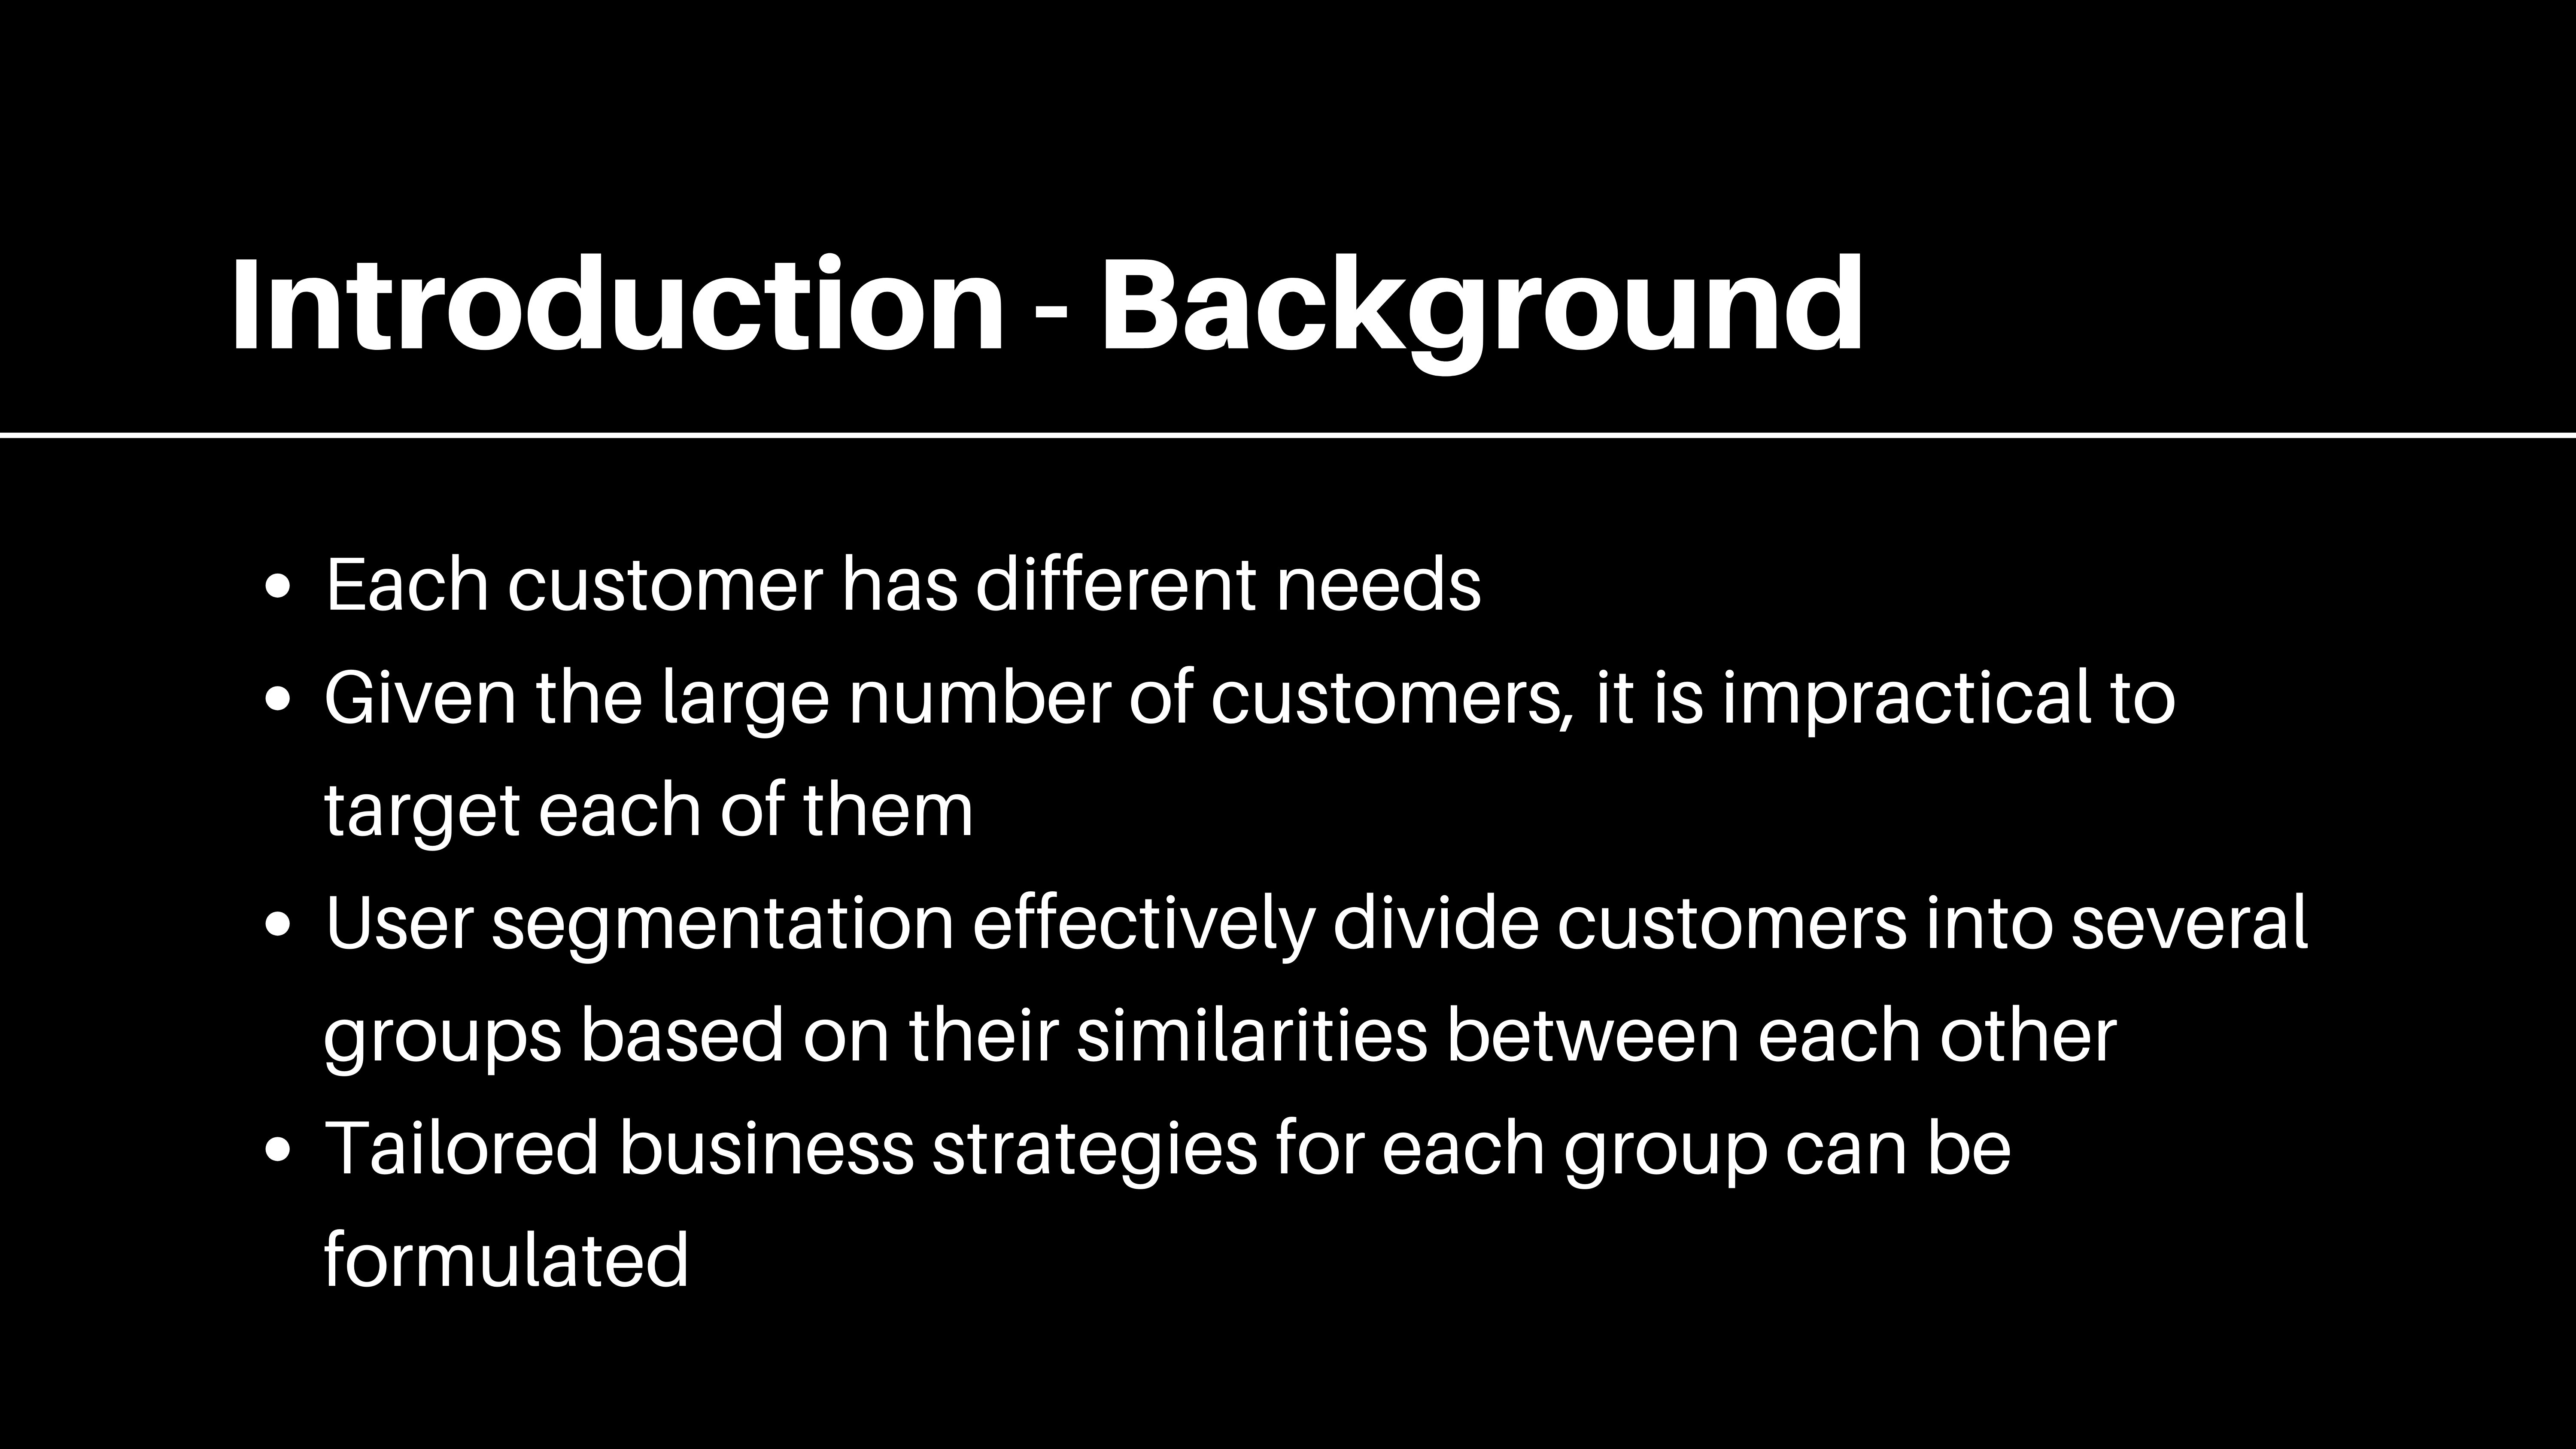 Introduction - Background
• Each customer has different needs
• Given the large number of customers, it is impractical to
target each of them
• User segmentation effectively divide customers into several
groups based on their similarities between each other
• Tailored business strategies for each group can be
formulated